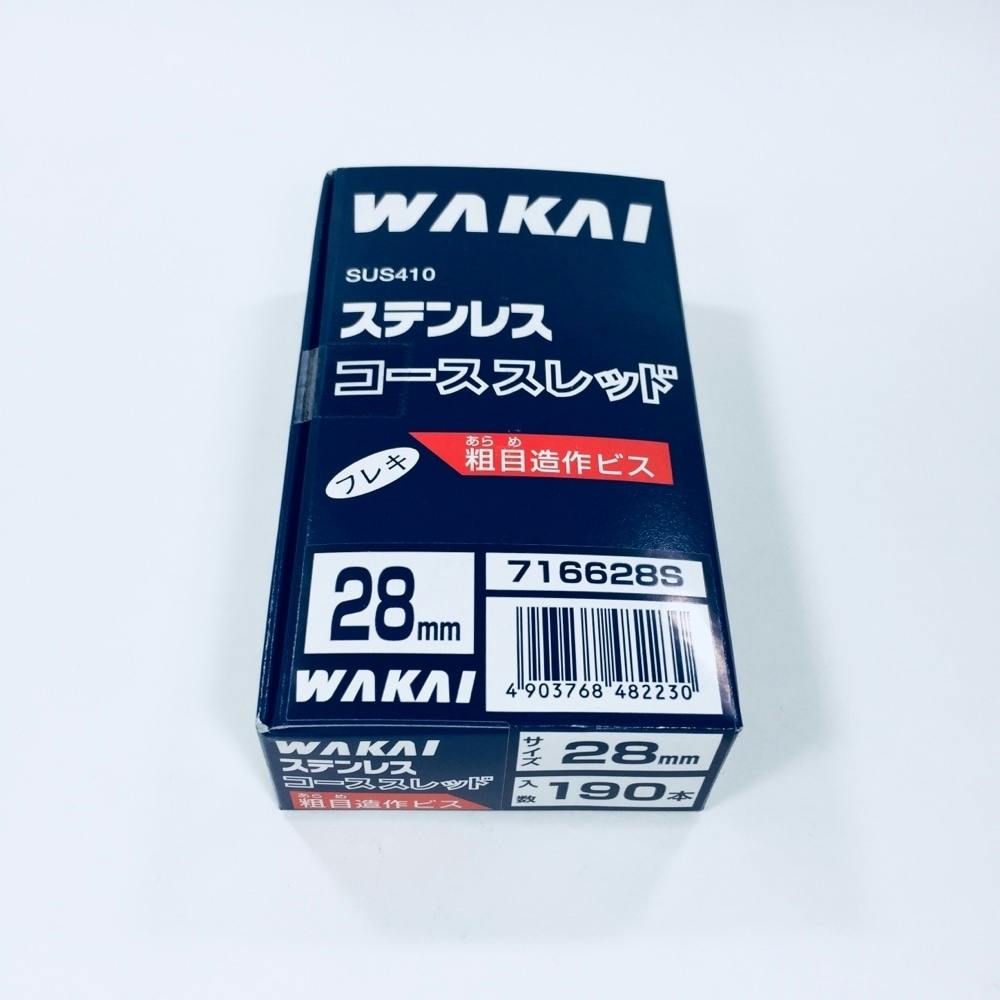 WAKAI
SUS410
ステンレス
コーススレッド
あらめ
フレキ 粗目造作ビス
28mm
WAKAI
716628S
4 903768 482230
WAKAI
ステンレス
コーススレッド
あらめ
粗目造作ビス
サイズ 28mm
入数 190本